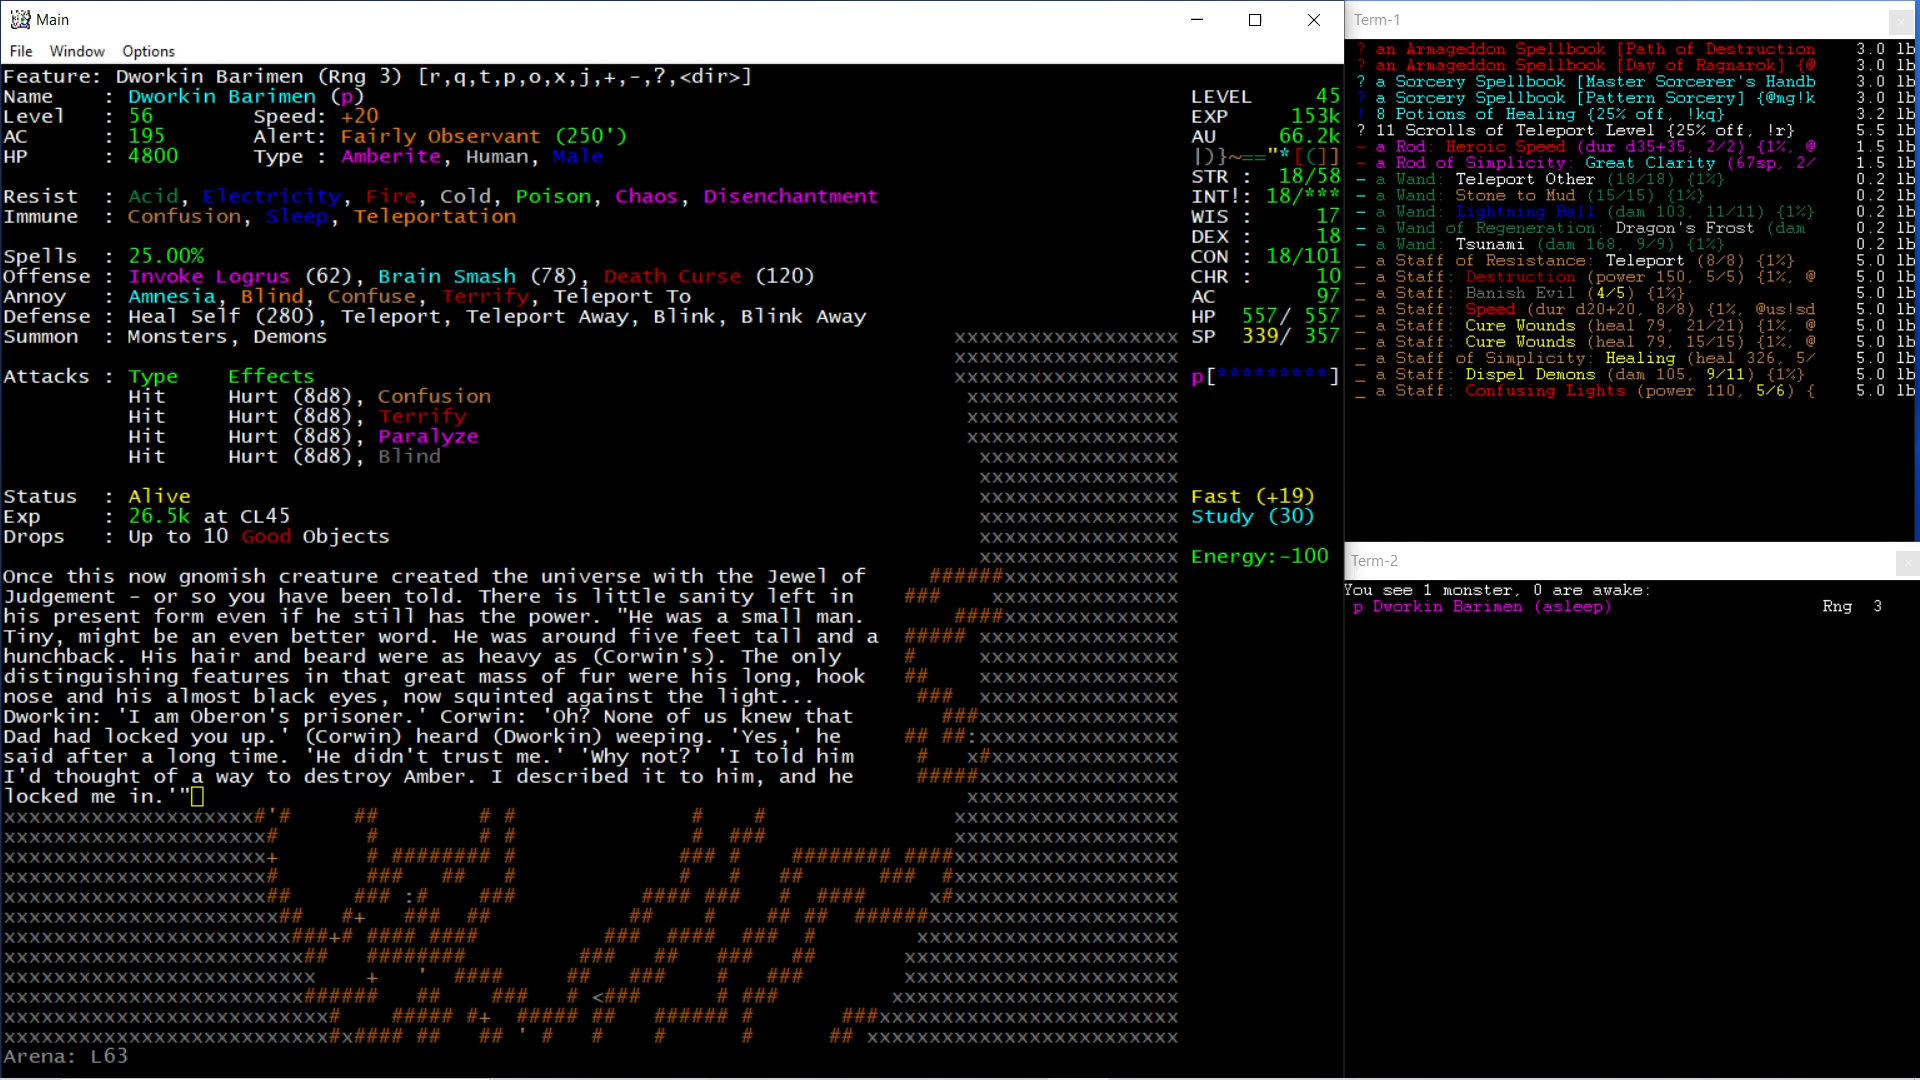 Main
File Window Options
Feature: Dworkin Barimen (Rng 3) [r,q,t,p,o,x,j,+,-,?,<dir>]
Name : Dworkin Barimen (p)
Level : 56 Speed: +20
AC : 195 Alert: Fairly Observant (250')
HP : 4800 Type : Amberite, Human, Male
Resist : Acid, Electricity, Fire, Cold, Poison, Chaos, Disenchantment
Immune : Confusion, Sleep, Teleportation
Spells : 25.00%
Offense : Invoke Logrus (62), Brain Smash (78), Death Curse (120)
Annoy : Amnesia, Blind, Confuse, Terrify, Teleport To
Defense : Heal Self (280), Teleport, Teleport Away, Blink, Blink Away
Summon : Monsters, Demons
Attacks : Type Effects
Hit Hurt (8d8), Confusion
Hit Hurt (8d8), Terrify
Hit Hurt (8d8), Paralyze
Hit Hurt (8d8), Blind
Status : Alive
Exp : 26.5k at CL45
Drops : Up to 10 Good Objects
Once this now gnomish creature created the universe with the Jewel of
Judgement - or so you have been told. There is little sanity left in
his present form even if he still has the power. "He was a small man.
Tiny, might be an even better word. He was around five feet tall and a
hunchback. His hair and beard were as heavy as (Corwin's). The only
distinguishing features in that great mass of fur were his long, hook
nose and his almost black eyes, now squinted against the light...
Dworkin: 'I am Oberon's prisoner.' Corwin: 'Oh? None of us knew that
Dad had locked you up.' (Corwin) heard (Dworkin) weeping. 'Yes,' he
said after a long time. 'He didn't trust me.' 'Why not?' 'I told him
I'd thought of a way to destroy Amber. I described it to him, and he
locked me in.'"
Arena: L63
LEVEL 45
EXP 153k
AU 66.2k
|)}~=="*[(]]
STR : 18/58
INT!: 18/***
WIS : 17
DEX : 18
CON : 18/101
CHR : 10
AC 97
HP 557/ 557
SP 339/ 357
p[*********]
Fast (+19)
Study (30)
Energy:-100
Term-1
? an Armageddon Spellbook [Path of Destruction 3.0 lb
? an Armageddon Spellbook [Day of Ragnarok] {@ 3.0 lb
? a Sorcery Spellbook [Master Sorcerer's Handb 3.0 lb
? a Sorcery Spellbook [Pattern Sorcery] {@mg!k 3.0 lb
! 8 Potions of Healing {25% off, !kq} 3.2 lb
? 11 Scrolls of Teleport Level {25% off, !r} 5.5 lb
- a Rod: Heroic Speed (dur d35+35, 2/2) {1%, @ 1.5 lb
- a Rod of Simplicity: Great Clarity (67sp, 2/ 1.5 lb
- a Wand: Teleport Other (18/18) {1%} 0.2 lb
- a Wand: Stone to Mud (15/15) {1%} 0.2 lb
- a Wand: Lightning Ball (dam 103, 11/11) {1%} 0.2 lb
- a Wand of Regeneration: Dragon's Frost (dam 0.2 lb
- a Wand: Tsunami (dam 168, 9/9) {1%} 0.2 lb
_ a Staff of Resistance: Teleport (8/8) {1%} 5.0 lb
_ a Staff: Destruction (power 150, 5/5) {1%, @ 5.0 lb
_ a Staff: Banish Evil (4/5) {1%} 5.0 lb
_ a Staff: Speed (dur d20+20, 8/8) {1%, @us!sd 5.0 lb
_ a Staff: Cure Wounds (heal 79, 21/21) {1%, @ 5.0 lb
_ a Staff: Cure Wounds (heal 79, 15/15) {1%, @ 5.0 lb
_ a Staff of Simplicity: Healing (heal 326, 5/ 5.0 lb
_ a Staff: Dispel Demons (dam 105, 9/11) {1%} 5.0 lb
_ a Staff: Confusing Lights (power 110, 5/6) { 5.0 lb
Term-2
You see 1 monster, 0 are awake:
p Dworkin Barimen (asleep) Rng 3